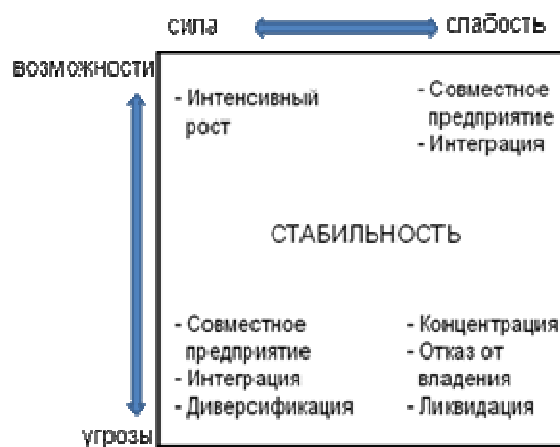 сила слабость
возможности
- Интенсивный
рост
- Совместное
предприятие
- Интеграция
СТАБИЛЬНОСТЬ
- Совместное
предприятие
- Интеграция
- Диверсификация
- Концентрация
- Отказ от
владения
- Ликвидация
угрозы